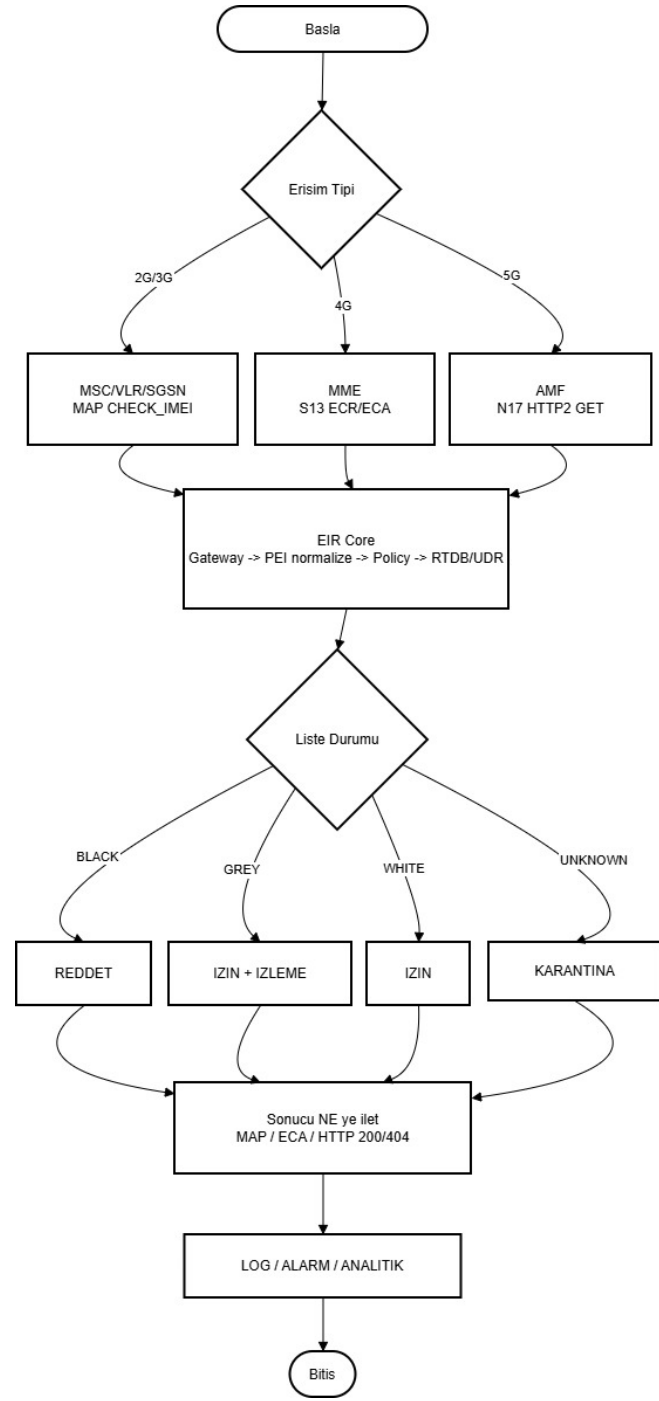 Basla
Erisim Tipi
2G/3G
4G
5G
MSC/VLR/SGSN
MAP CHECK_IMEI
MME
S13 ECR/ECA
AMF
N17 HTTP2 GET
EIR Core
Gateway -> PEI normalize -> Policy -> RTDB/UDR
Liste Durumu
BLACK
GREY
WHITE
UNKNOWN
REDDET
IZIN + IZLEME
IZIN
KARANTINA
Sonucu NE ye ilet
MAP / ECA / HTTP 200/404
LOG / ALARM / ANALITIK
Bitis